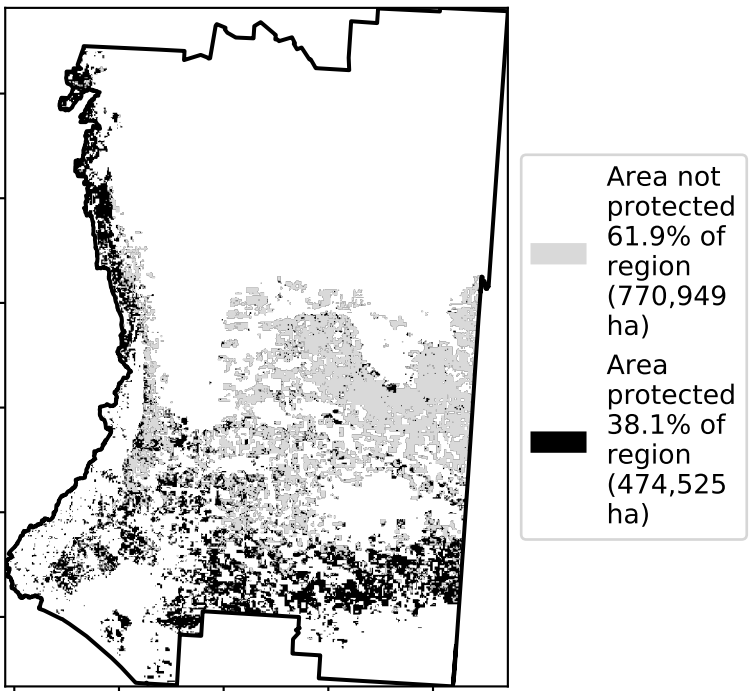 Area not
protected
61.9% of
region
(770,949
ha)
Area
protected
38.1% of
region
(474,525
ha)